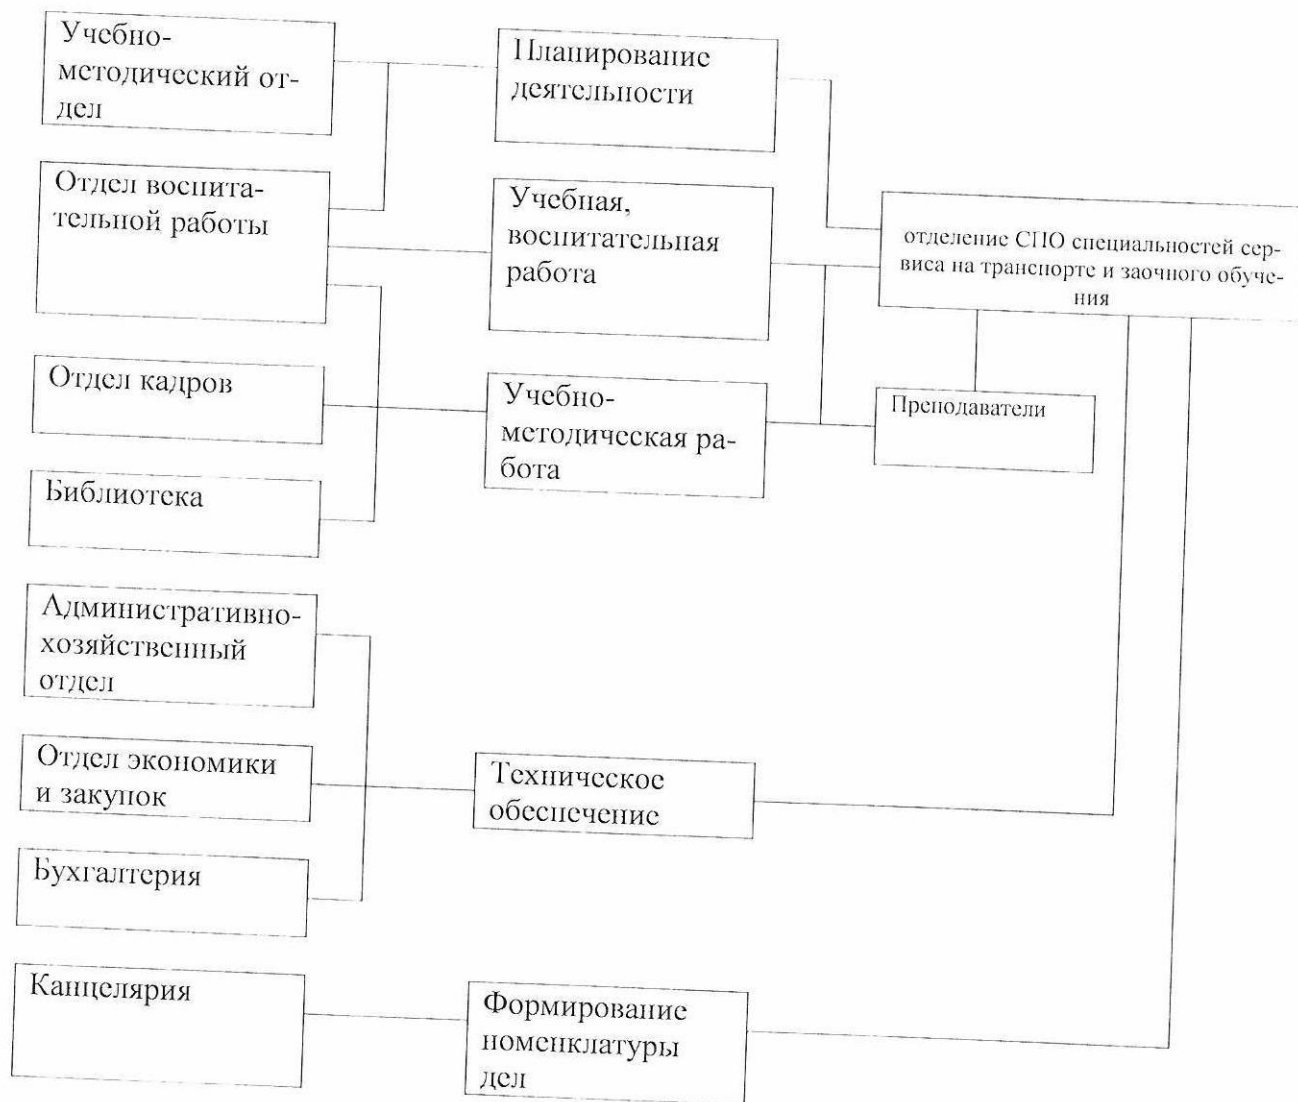 Учебно-
методический от-
дел
Планирование
деятельности
Отдел воспита-
тельной работы
Учебная,
воспитательная
работа
отделение СПО специальностей сер-
виса на транспорте и заочного обуче-
ния
Отдел кадров
Учебно-
методическая ра-
бота
Преподаватели
Библиотека
Административно-
хозяйственный
отдел
Отдел экономики
и закупок
Техническое
обеспечение
Бухгалтерия
Канцелярия
Формирование
номенклатуры
дел